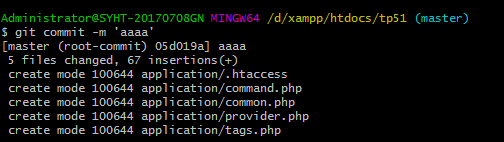 Administrator@SYHT-20170708GN MINGW64 /d/xampp/htdocs/tp51 (master)
$ git commit -m 'aaaa'
[master (root-commit) 05d019a] aaaa
 5 files changed, 67 insertions(+)
 create mode 100644 application/.htaccess
 create mode 100644 application/command.php
 create mode 100644 application/common.php
 create mode 100644 application/provider.php
 create mode 100644 application/tags.php